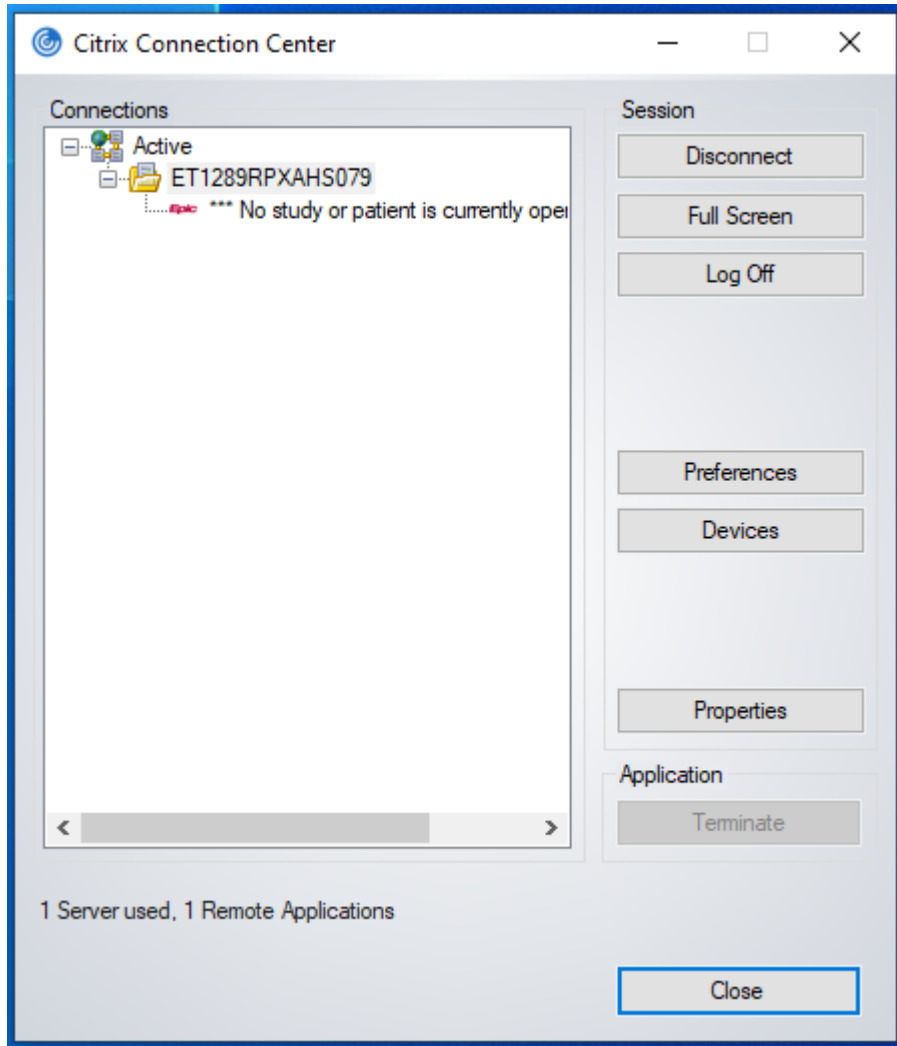 Citrix Connection Center
Connections
Active
ET1289RPXAHS079
Epic *** No study or patient is currently oper
Session
Disconnect
Full Screen
Log Off
Preferences
Devices
Properties
Application
Terminate
1 Server used, 1 Remote Applications
Close